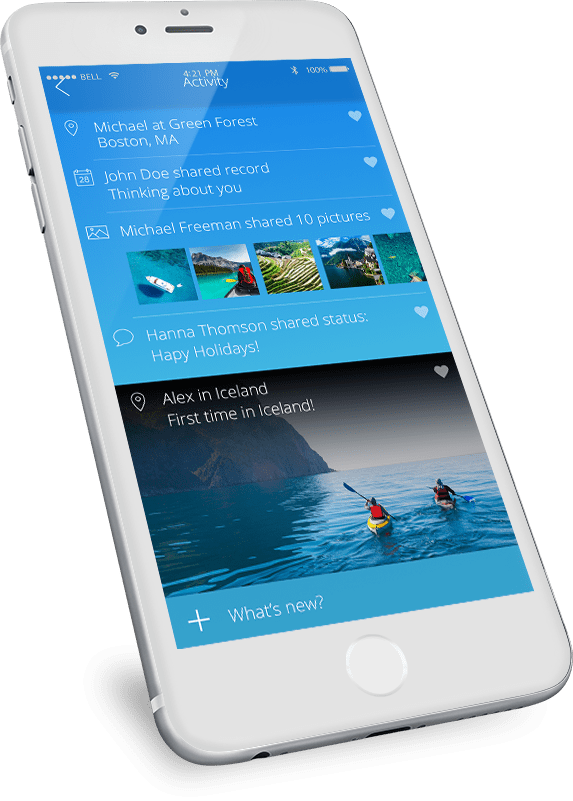 BELL 4:21 PM 100%
Activity
Michael at Green Forest
Boston, MA
28 John Doe shared record
Thinking about you
Michael Freeman shared 10 pictures
Hanna Thomson shared status:
Hapy Holidays!
Alex in Iceland
First time in Iceland!
What's new?